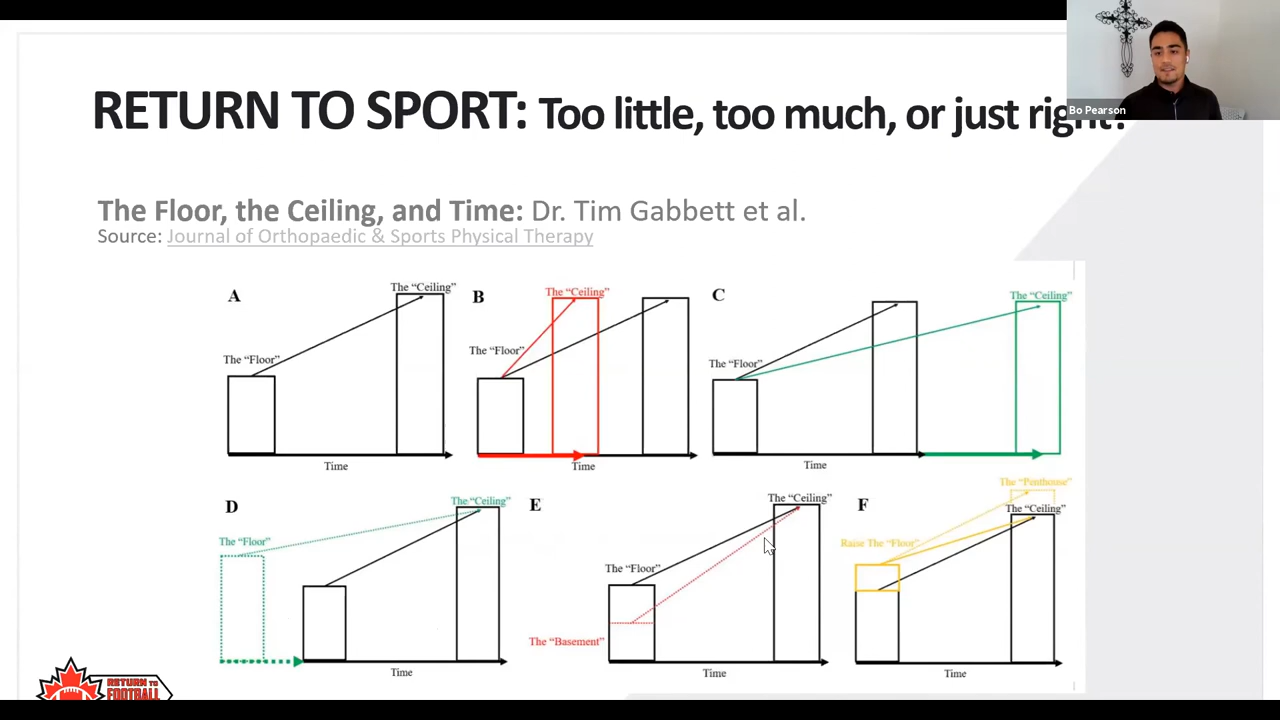 Bo Pearson
RETURN TO SPORT: Too little, too much, or just right?
The Floor, the Ceiling, and Time: Dr. Tim Gabbett et al.
Source: Journal of Orthopaedic & Sports Physical Therapy
A
The "Ceiling"
The "Floor"
Time
B
The "Ceiling"
The "Floor"
Time
C
The "Ceiling"
The "Floor"
Time
D
The "Ceiling"
The "Floor"
Time
E
The "Ceiling"
The "Floor"
The "Basement"
Time
F
The "Penthouse"
The "Ceiling"
Raise The "Floor"
Time
RETURN TO
FOOTBALL